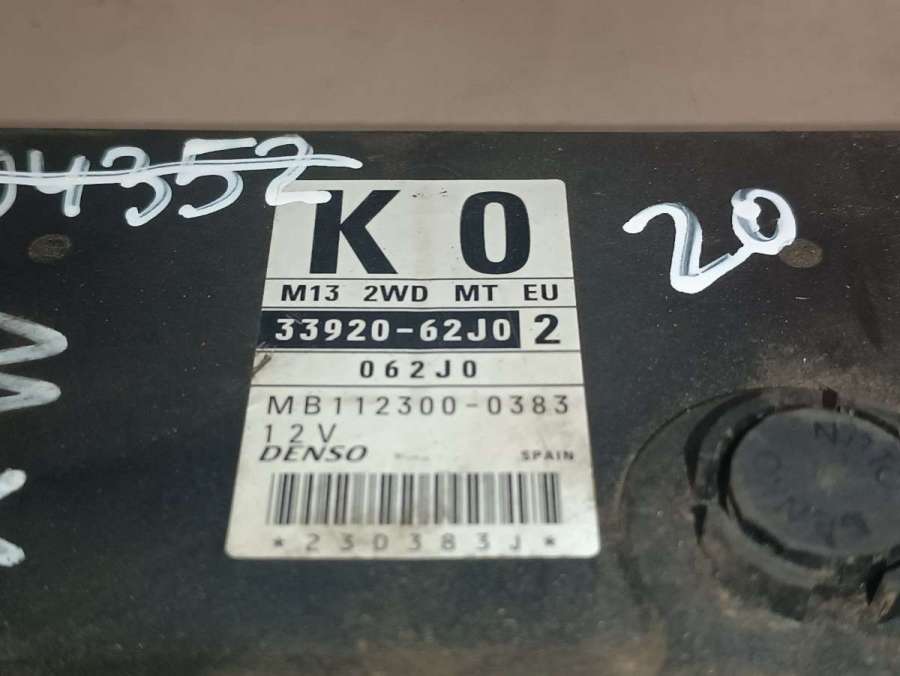 04352
K 0
20
M13 2WD MT EU
33920-62J0 2
062J0
MB112300-0383
12V
DENSO SPAIN
*230383J*